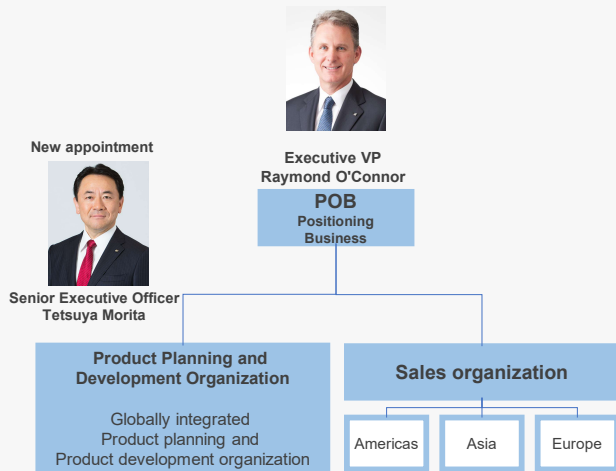 Executive VP
Raymond O'Connor
POB
Positioning
Business
New appointment
Senior Executive Officer
Tetsuya Morita
Product Planning and
Development Organization
Globally integrated
Product planning and
Product development organization
Sales organization
Americas
Asia
Europe